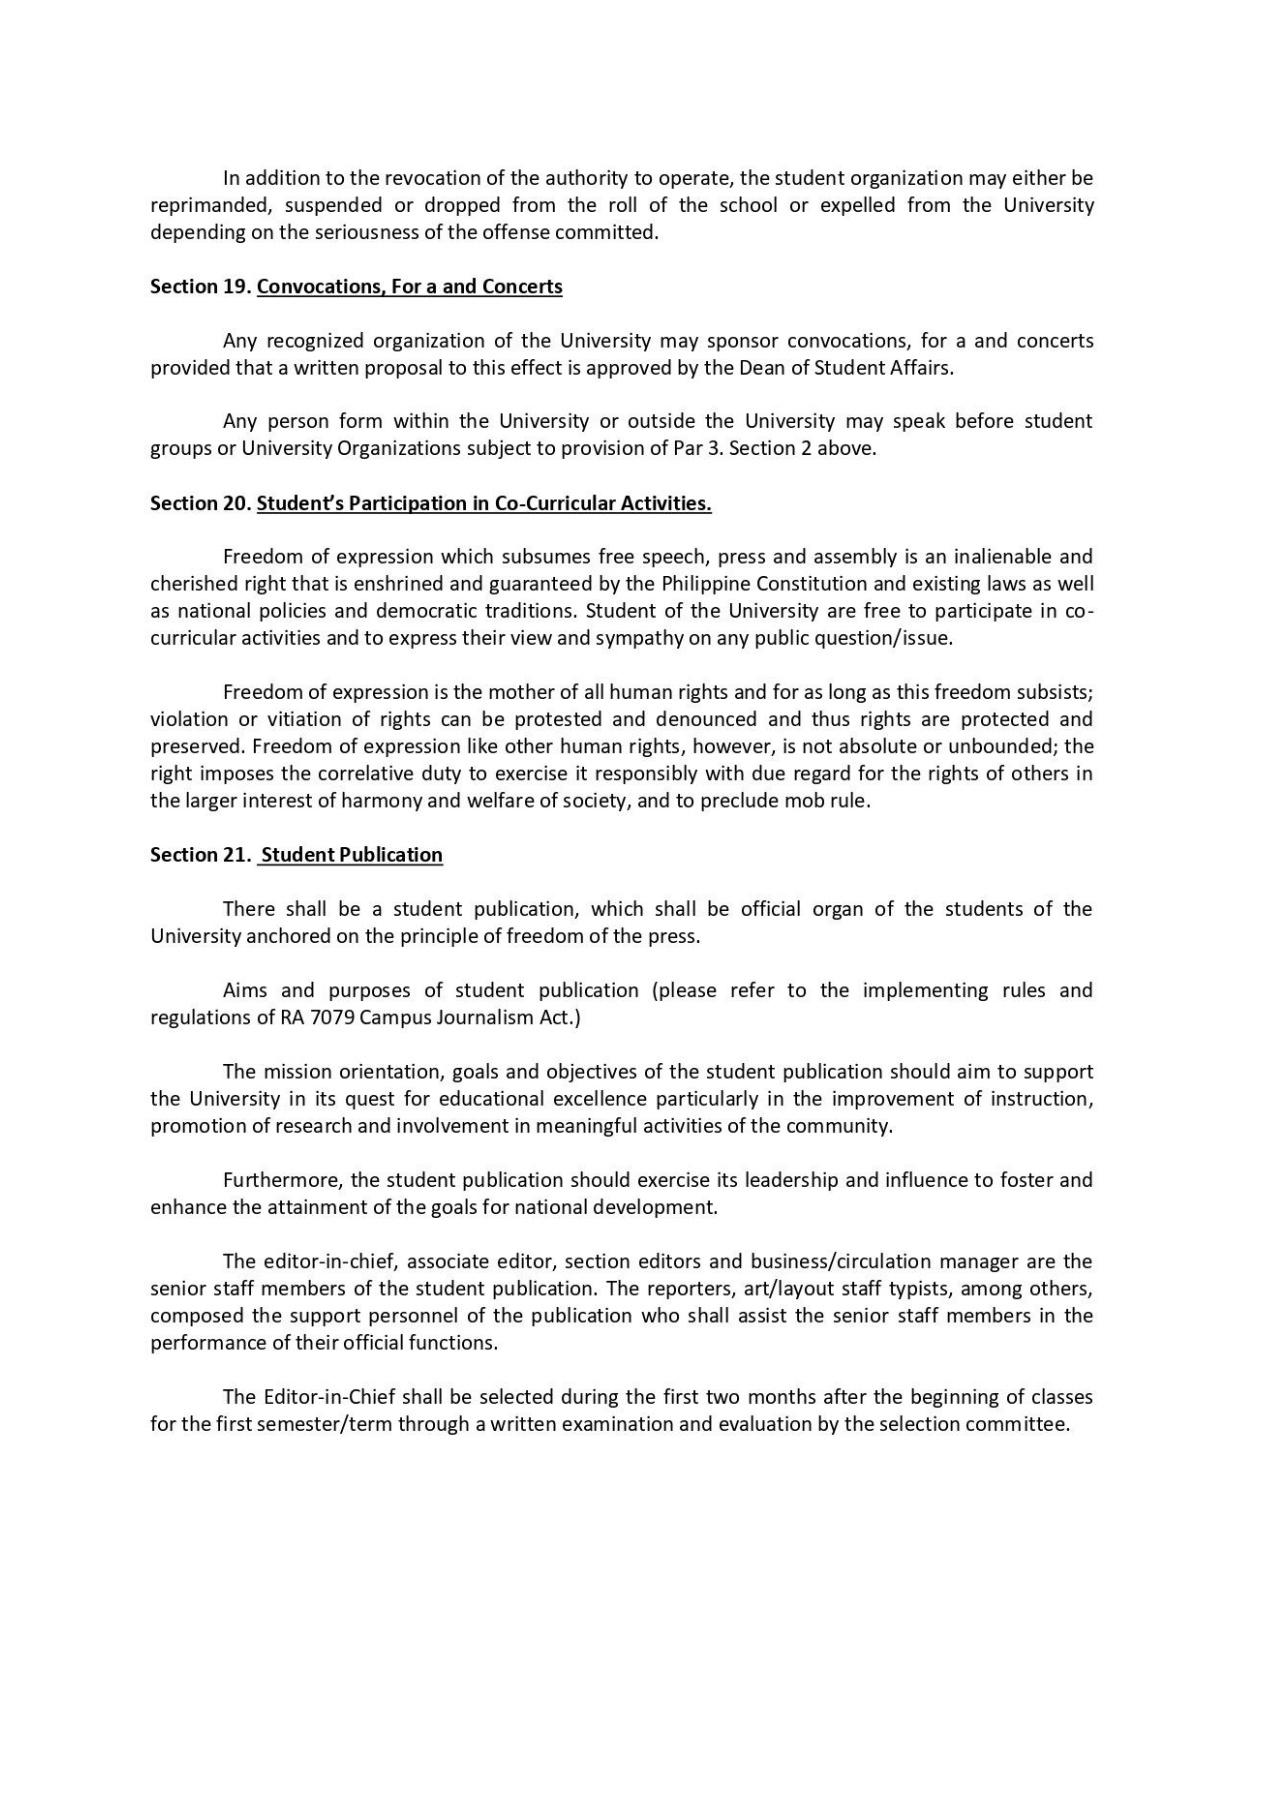 In addition to the revocation of the authority to operate, the student organization may either be
reprimanded, suspended or dropped from the roll of the school or expelled from the University
depending on the seriousness of the offense committed.
Section 19. Convocations, For a and Concerts
Any recognized organization of the University may sponsor convocations, for a and concerts
provided that a written proposal to this effect is approved by the Dean of Student Affairs.
Any person form within the University or outside the University may speak before student
groups or University Organizations subject to provision of Par 3. Section 2 above.
Section 20. Student’s Participation in Co-Curricular Activities.
Freedom of expression which subsumes free speech, press and assembly is an inalienable and
cherished right that is enshrined and guaranteed by the Philippine Constitution and existing laws as well
as national policies and democratic traditions. Student of the University are free to participate in co-
curricular activities and to express their view and sympathy on any public question/issue.
Freedom of expression is the mother of all human rights and for as long as this freedom subsists;
violation or vitiation of rights can be protested and denounced and thus rights are protected and
preserved. Freedom of expression like other human rights, however, is not absolute or unbounded; the
right imposes the correlative duty to exercise it responsibly with due regard for the rights of others in
the larger interest of harmony and welfare of society, and to preclude mob rule.
Section 21. Student Publication
There shall be a student publication, which shall be official organ of the students of the
University anchored on the principle of freedom of the press.
Aims and purposes of student publication (please refer to the implementing rules and
regulations of RA 7079 Campus Journalism Act.)
The mission orientation, goals and objectives of the student publication should aim to support
the University in its quest for educational excellence particularly in the improvement of instruction,
promotion of research and involvement in meaningful activities of the community.
Furthermore, the student publication should exercise its leadership and influence to foster and
enhance the attainment of the goals for national development.
The editor-in-chief, associate editor, section editors and business/circulation manager are the
senior staff members of the student publication. The reporters, art/layout staff typists, among others,
composed the support personnel of the publication who shall assist the senior staff members in the
performance of their official functions.
The Editor-in-Chief shall be selected during the first two months after the beginning of classes
for the first semester/term through a written examination and evaluation by the selection committee.